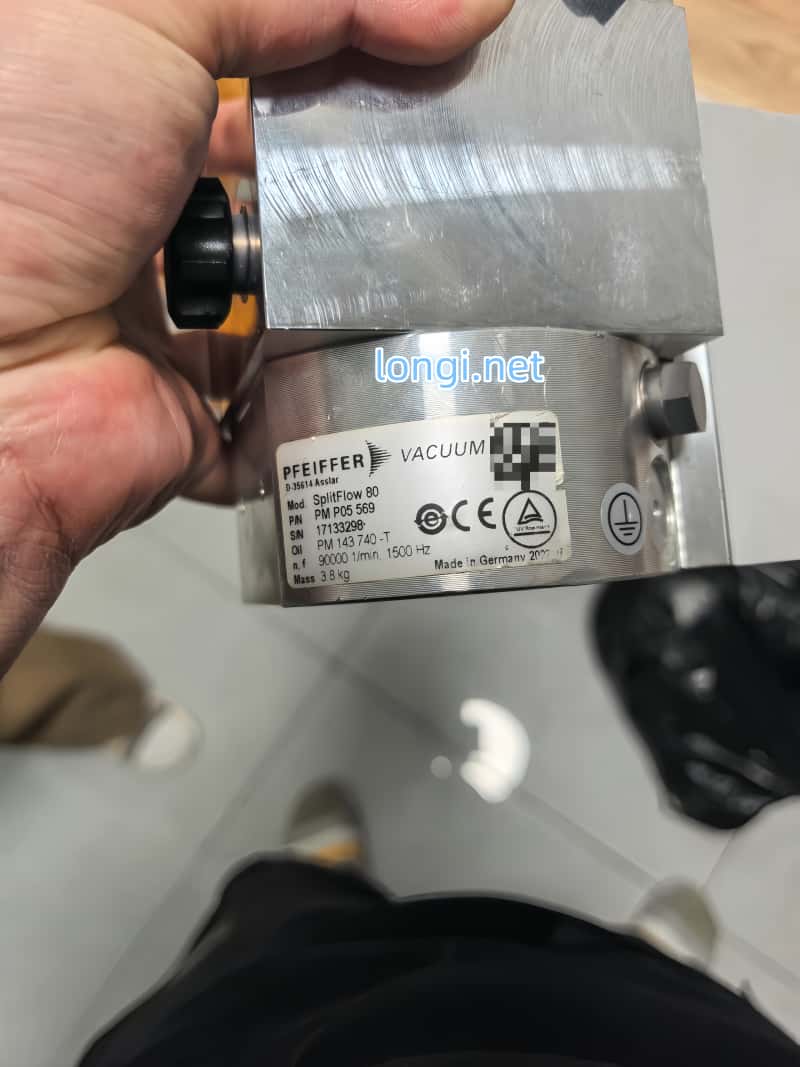 longi.net
PFEIFFER VACUUM
D-35614 Asslar
Mod. SplitFlow 80
P/N PM P05 569
S/N 17133298
Oil PM 143 740 -T
n, f 90000 1/min, 1500 Hz
Mass 3.8 kg
CE
Made in Germany